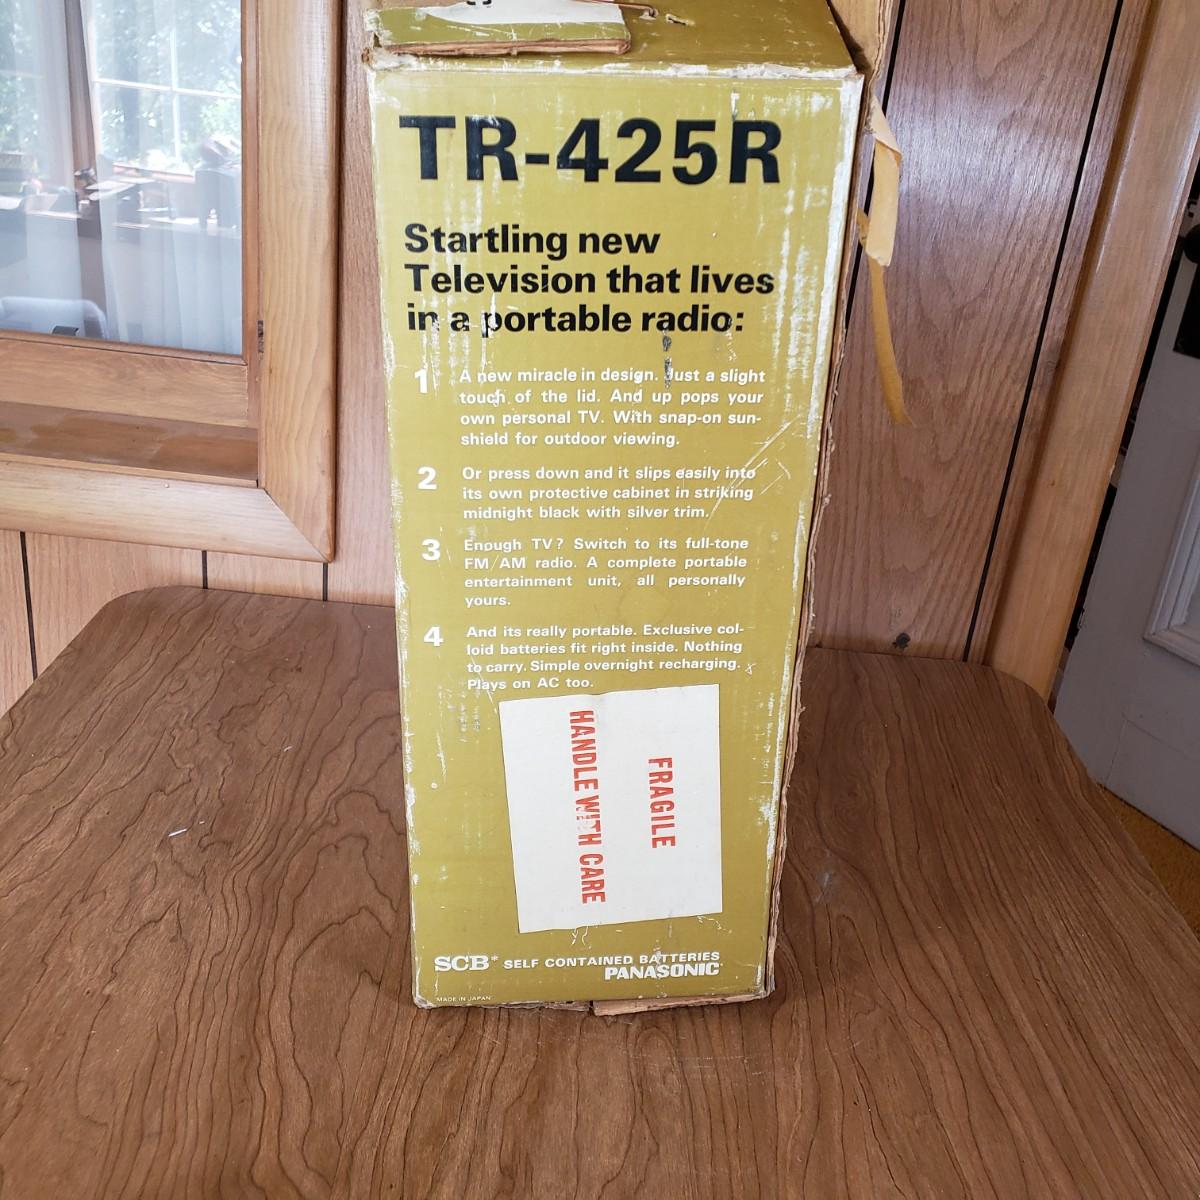 TR-425R
Startling new
Television that lives
in a portable radio:
1 A new miracle in design. Just a slight
touch of the lid. And up pops your
own personal TV. With snap-on sun-
shield for outdoor viewing.
2 Or press down and it slips easily into
its own protective cabinet in striking
midnight black with silver trim.
3 Enough TV? Switch to its full-tone
FM/AM radio. A complete portable
entertainment unit, all personally
yours.
4 And its really portable. Exclusive col-
loid batteries fit right inside. Nothing
to carry. Simple overnight recharging.
Plays on AC too.
FRAGILE
HANDLE WITH CARE
SCB* SELF CONTAINED BATTERIES
PANASONIC
MADE IN JAPAN